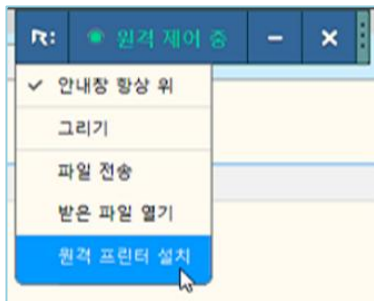 원격 제어 중
안내창 항상 위
그리기
파일 전송
받은 파일 열기
원격 프린터 설치